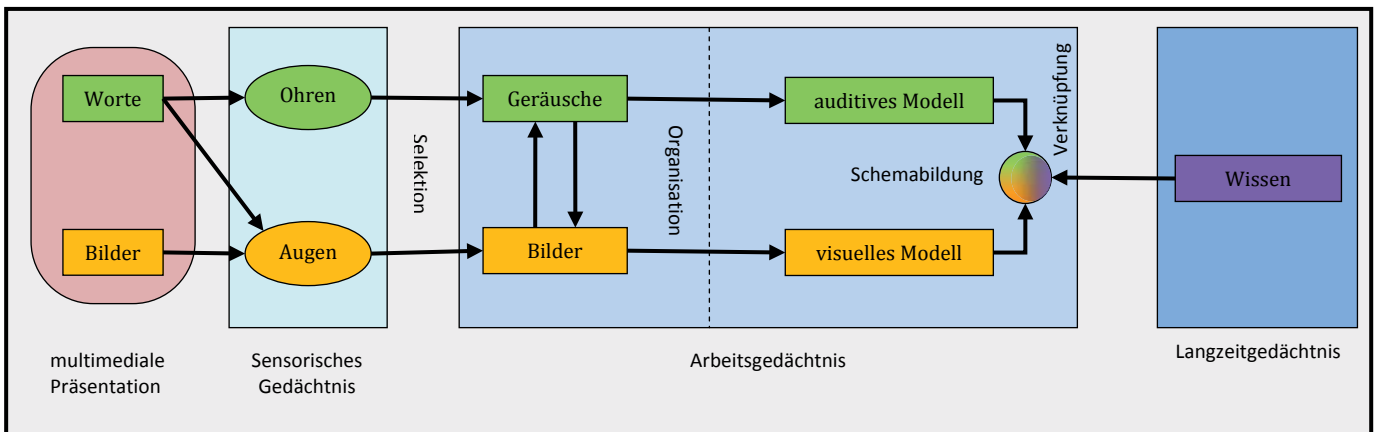 Worte
Ohren
Geräusche
auditives Modell
Verknüpfung
Selektion
Organisation
Schemabildung
Wissen
Bilder
Augen
Bilder
visuelles Modell
multimediale
Präsentation
Sensorisches
Gedächtnis
Arbeitsgedächtnis
Langzeitgedächtnis